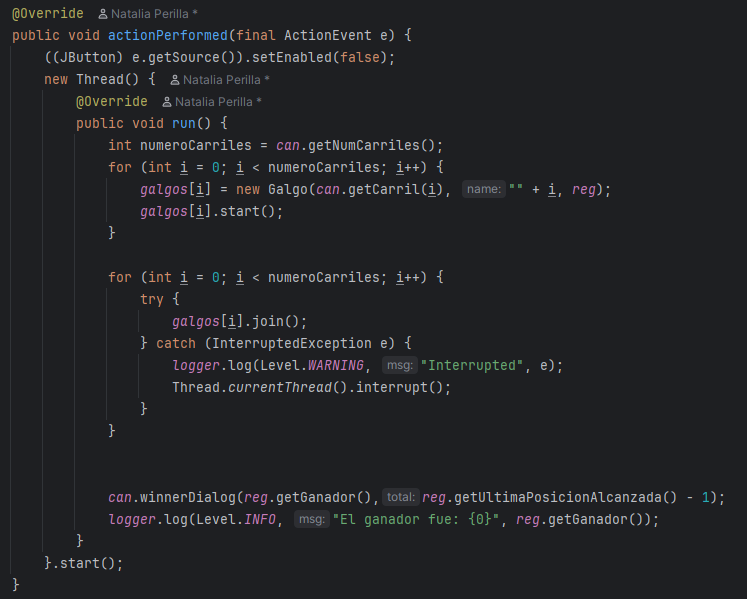 @Override Natalia Perilla *
public void actionPerformed(final ActionEvent e) {
((JButton) e.getSource()).setEnabled(false);
new Thread() { Natalia Perilla *
@Override Natalia Perilla *
public void run() {
int numeroCarriles = can.getNumCarriles();
for (int i = 0; i < numeroCarriles; i++) {
galgos[i] = new Galgo(can.getCarril(i), name: "" + i, reg);
galgos[i].start();
}
for (int i = 0; i < numeroCarriles; i++) {
try {
galgos[i].join();
} catch (InterruptedException e) {
logger.log(Level.WARNING, msg: "Interrupted", e);
Thread.currentThread().interrupt();
}
}
can.winnerDialog(reg.getGanador(), total: reg.getUltimaPosicionAlcanzada() - 1);
logger.log(Level.INFO, msg: "El ganador fue: {0}", reg.getGanador());
}
}.start();
}